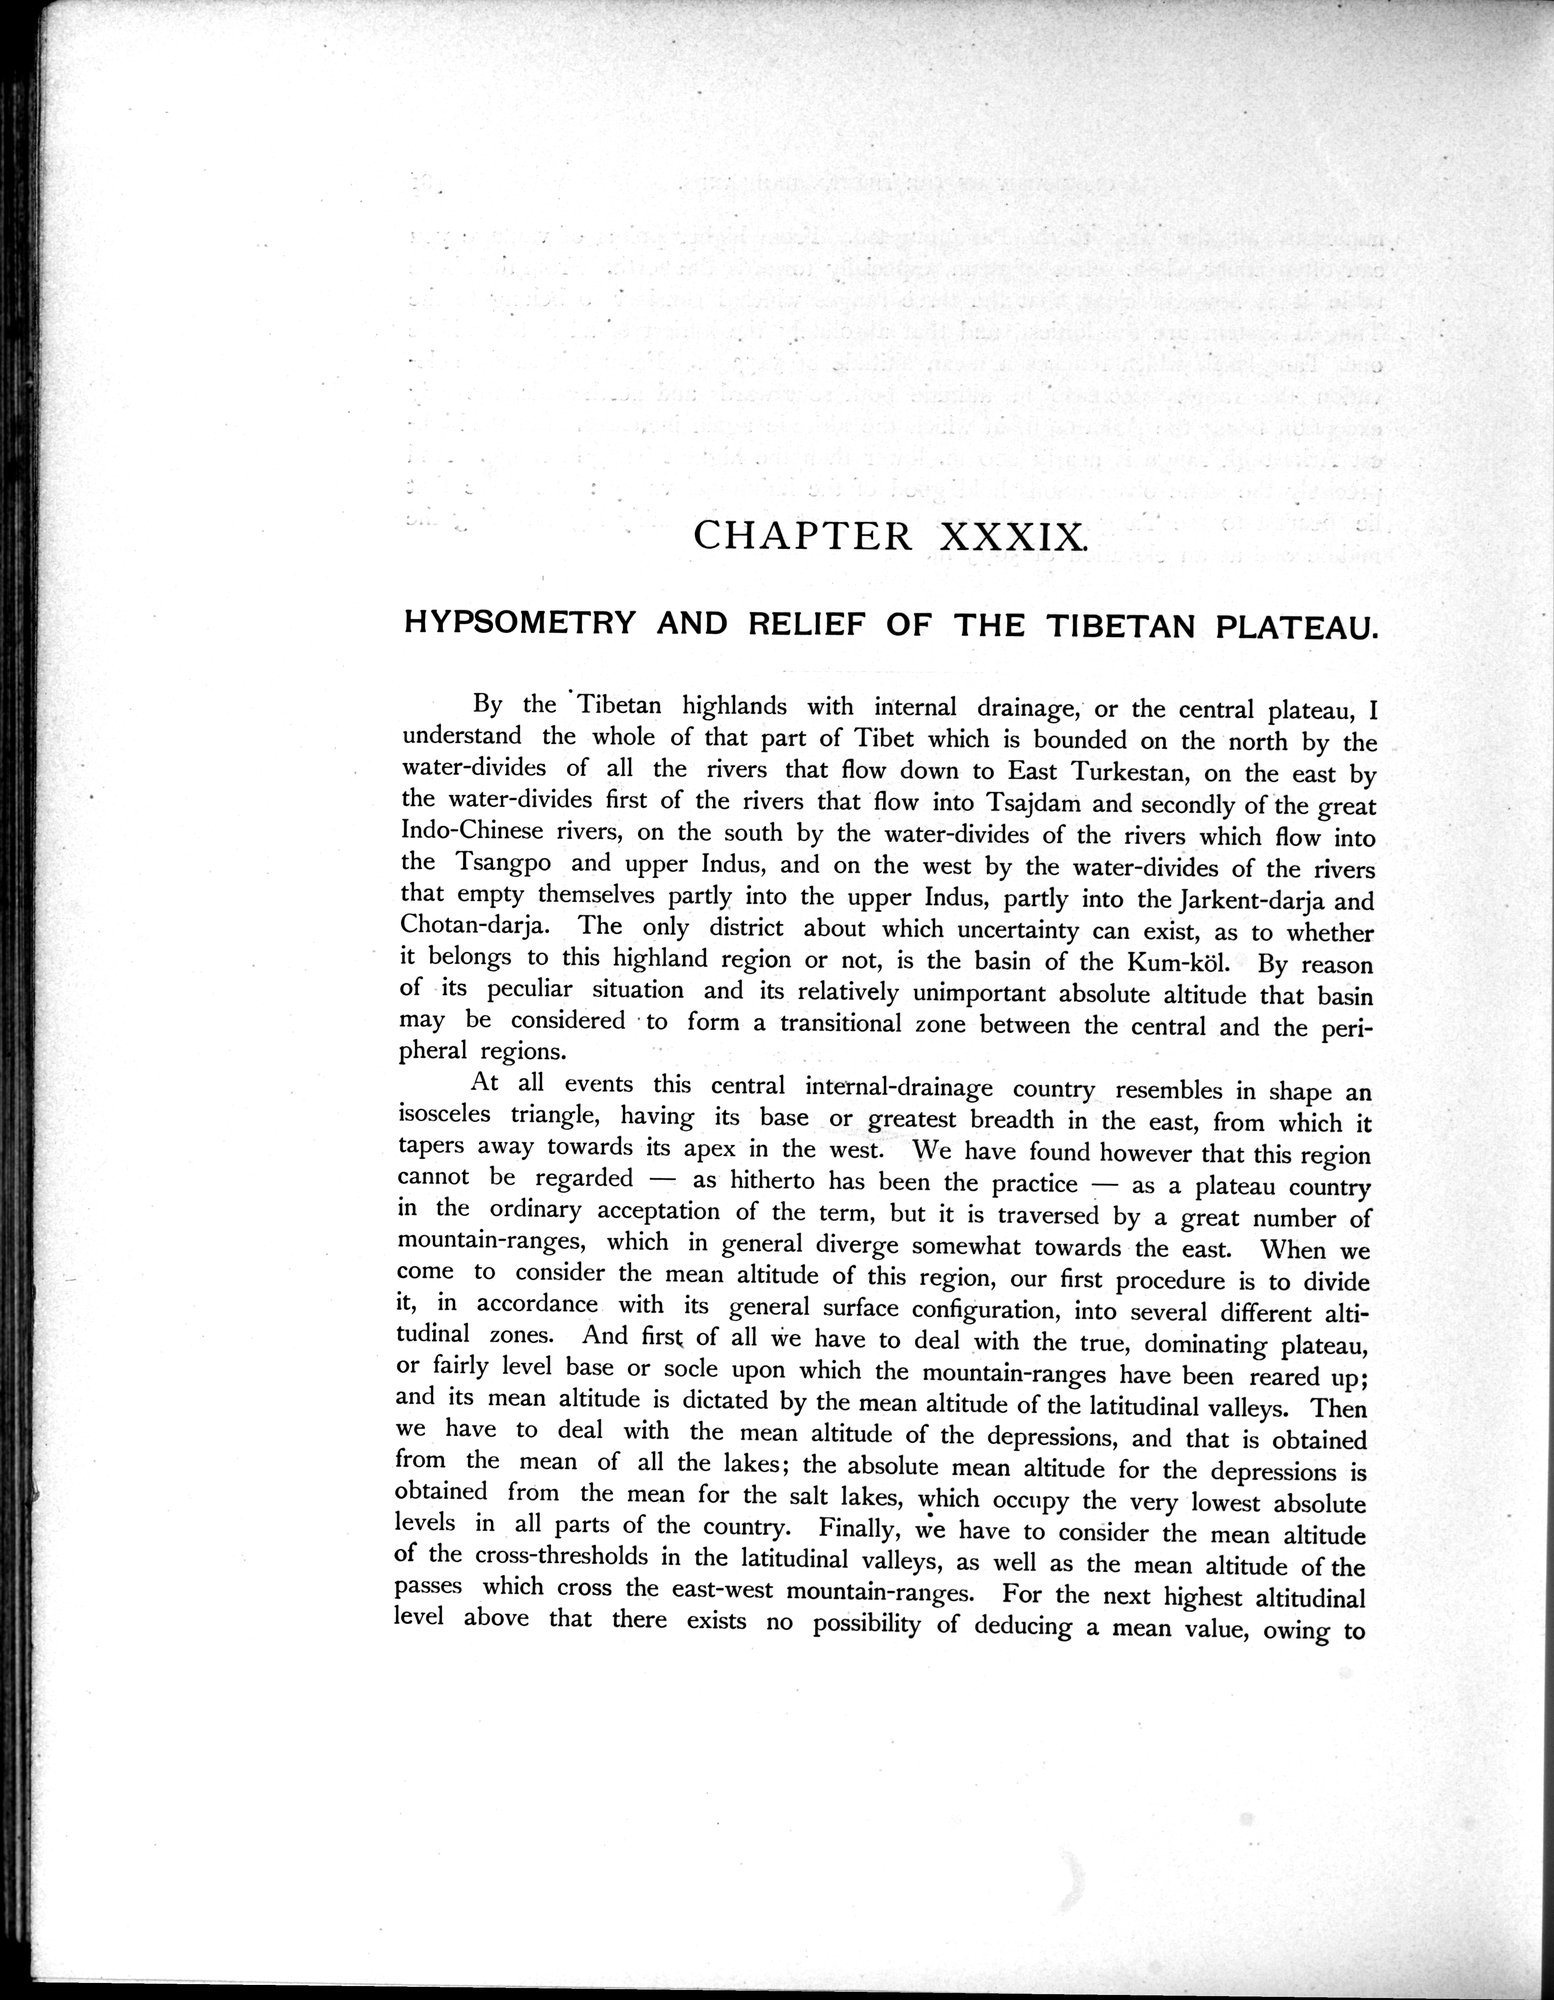 CHAPTER XXXIX.
HYPSOMETRY AND RELIEF OF THE TIBETAN PLATEAU.
By the Tibetan highlands with internal drainage, or the central plateau, I
understand the whole of that part of Tibet which is bounded on the north by the
water-divides of all the rivers that flow down to East Turkestan, on the east by
the water-divides first of the rivers that flow into Tsajdam and secondly of the great
Indo-Chinese rivers, on the south by the water-divides of the rivers which flow into
the Tsangpo and upper Indus, and on the west by the water-divides of the rivers
that empty themselves partly into the upper Indus, partly into the Jarkent-darja and
Chotan-darja. The only district about which uncertainty can exist, as to whether
it belongs to this highland region or not, is the basin of the Kum-köl. By reason
of its peculiar situation and its relatively unimportant absolute altitude that basin
may be considered to form a transitional zone between the central and the peri-
pheral regions.
At all events this central internal-drainage country resembles in shape an
isosceles triangle, having its base or greatest breadth in the east, from which it
tapers away towards its apex in the west. We have found however that this region
cannot be regarded — as hitherto has been the practice — as a plateau country
in the ordinary acceptation of the term, but it is traversed by a great number of
mountain-ranges, which in general diverge somewhat towards the east. When we
come to consider the mean altitude of this region, our first procedure is to divide
it, in accordance with its general surface configuration, into several different alti-
tudinal zones. And first of all we have to deal with the true, dominating plateau,
or fairly level base or socle upon which the mountain-ranges have been reared up;
and its mean altitude is dictated by the mean altitude of the latitudinal valleys. Then
we have to deal with the mean altitude of the depressions, and that is obtained
from the mean of all the lakes; the absolute mean altitude for the depressions is
obtained from the mean for the salt lakes, which occupy the very lowest absolute
levels in all parts of the country. Finally, we have to consider the mean altitude
of the cross-thresholds in the latitudinal valleys, as well as the mean altitude of the
passes which cross the east-west mountain-ranges. For the next highest altitudinal
level above that there exists no possibility of deducing a mean value, owing to